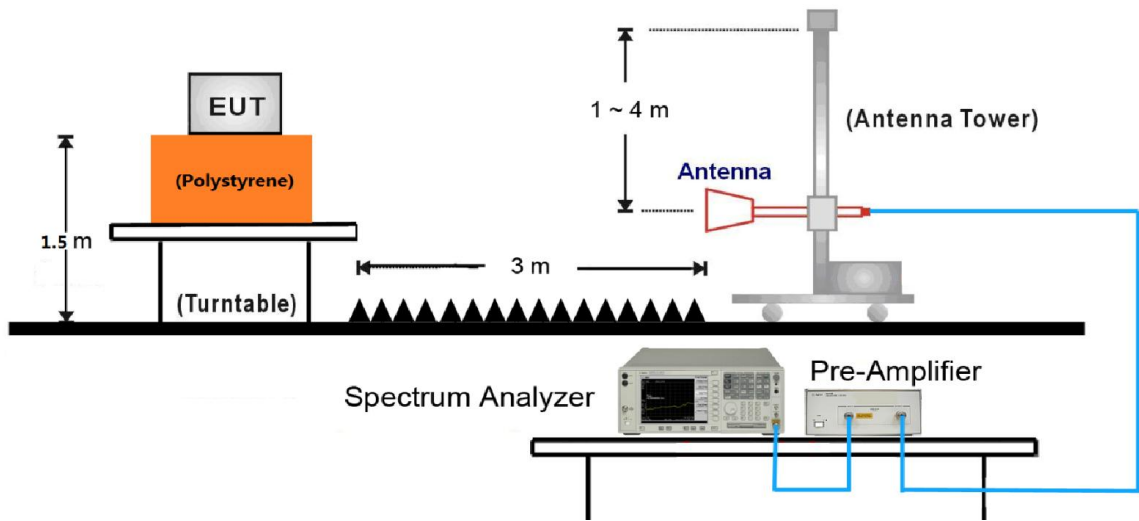 EUT
(Polystyrene)
1.5 m
(Turntable)
3 m
1 ~ 4 m
Antenna
(Antenna Tower)
Spectrum Analyzer
Pre-Amplifier